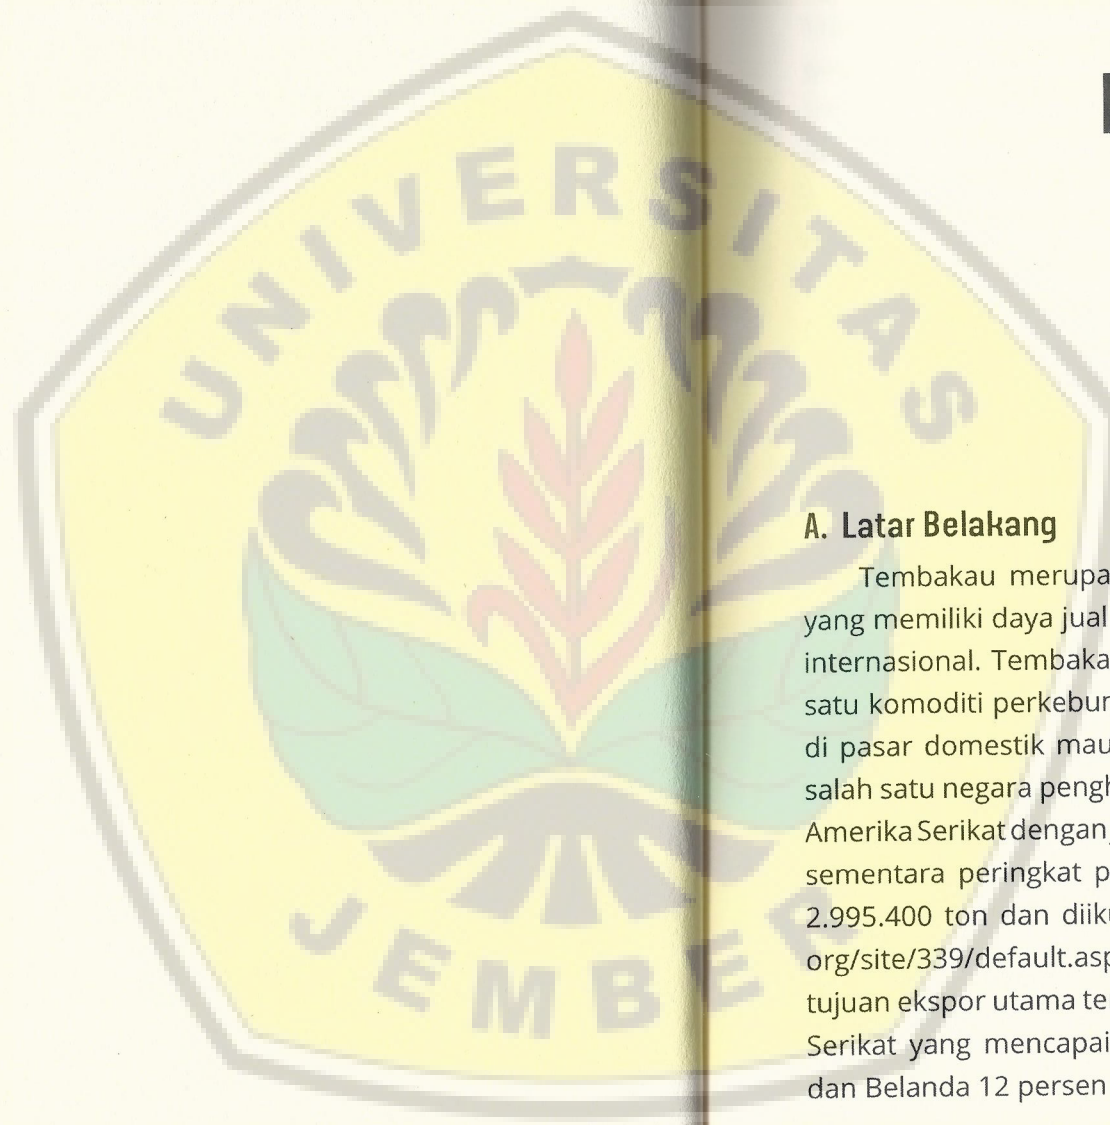 UNIVERSITAS
JEMBER
A. Latar Belakang
Tembakau merupa
yang memiliki daya jual
internasional. Tembaka
satu komoditi perkebun
di pasar domestik mau
salah satu negara pengh
Amerika Serikat dengan
sementara peringkat p
2.995.400 ton dan diiku
org/site/339/default.asp
tujuan ekspor utama te
Serikat yang mencapai
dan Belanda 12 persen